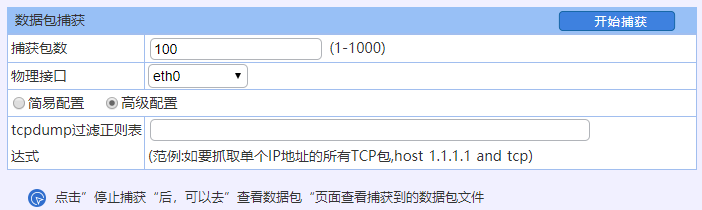 数据包捕获 开始捕获
捕获包数 100 (1-1000)
物理接口 eth0
简易配置 高级配置
tcpdump过滤正则表
达式 (范例:如要抓取单个IP地址的所有TCP包,host 1.1.1.1 and tcp)
点击”停止捕获“后，可以去”查看数据包“页面查看捕获到的数据包文件